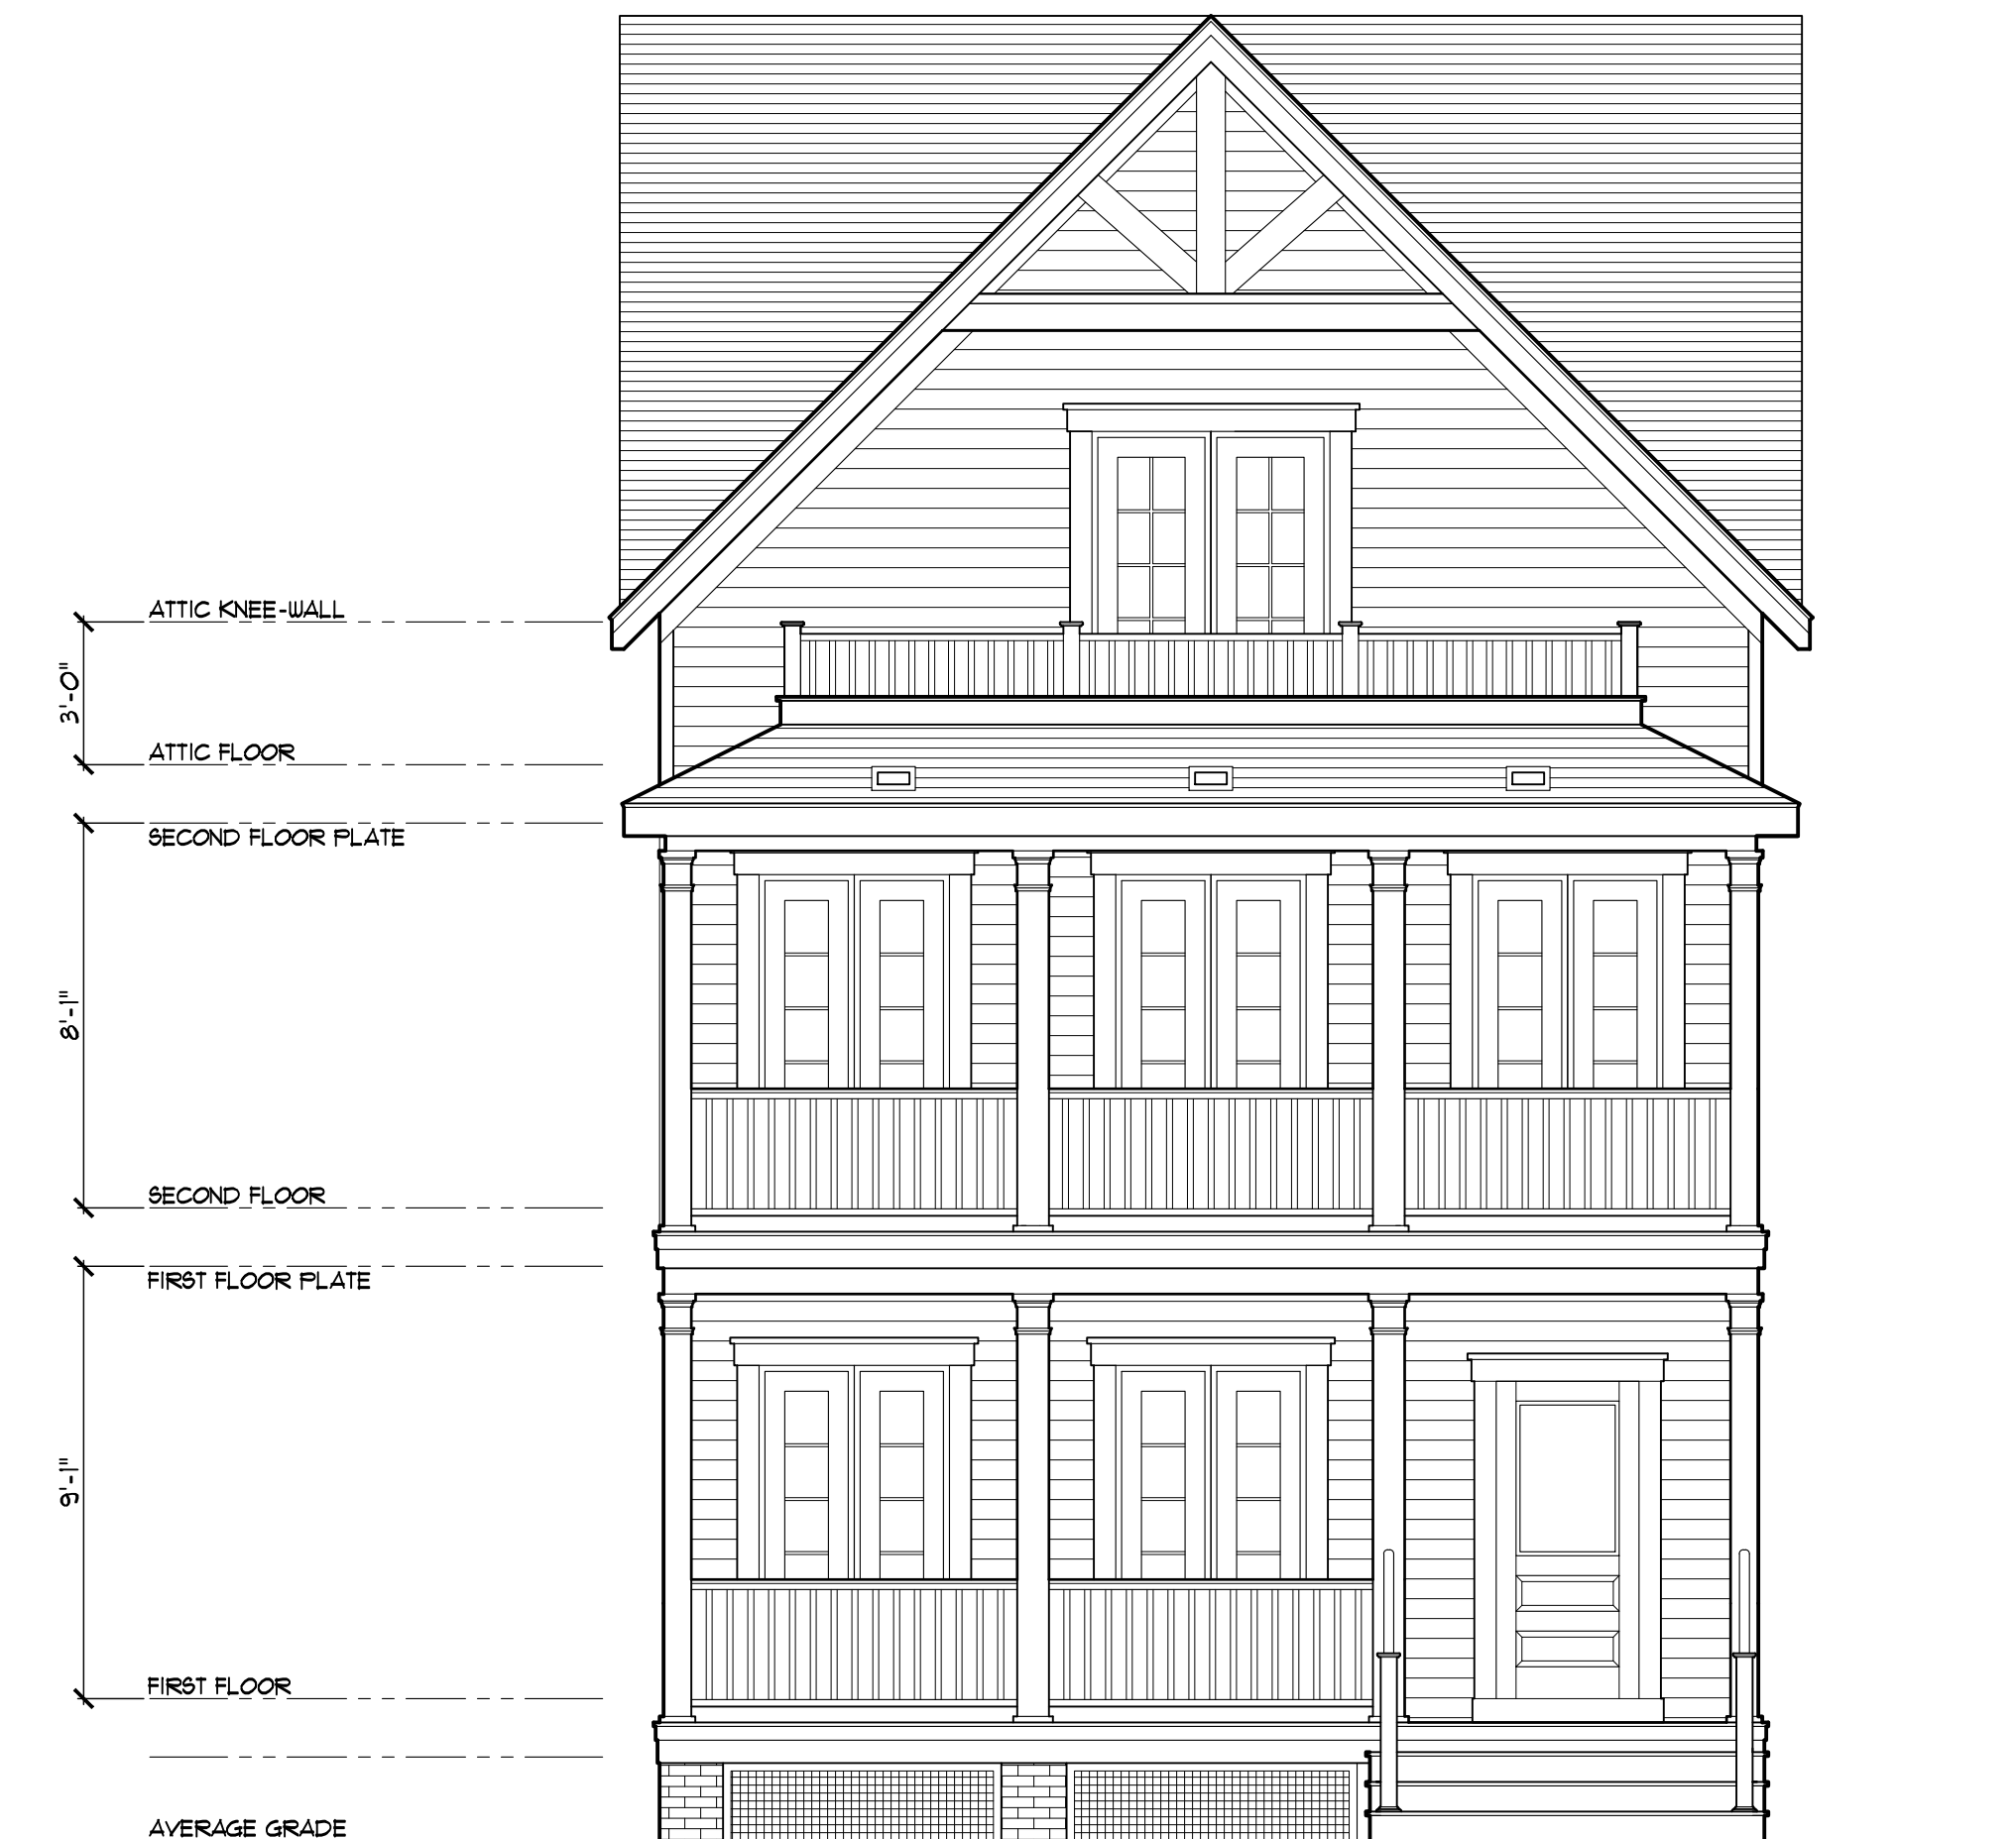 ATTIC KNEE-WALL
3'-0"
ATTIC FLOOR
SECOND FLOOR PLATE
8'-1"
SECOND FLOOR
FIRST FLOOR PLATE
9'-1"
FIRST FLOOR
AVERAGE GRADE